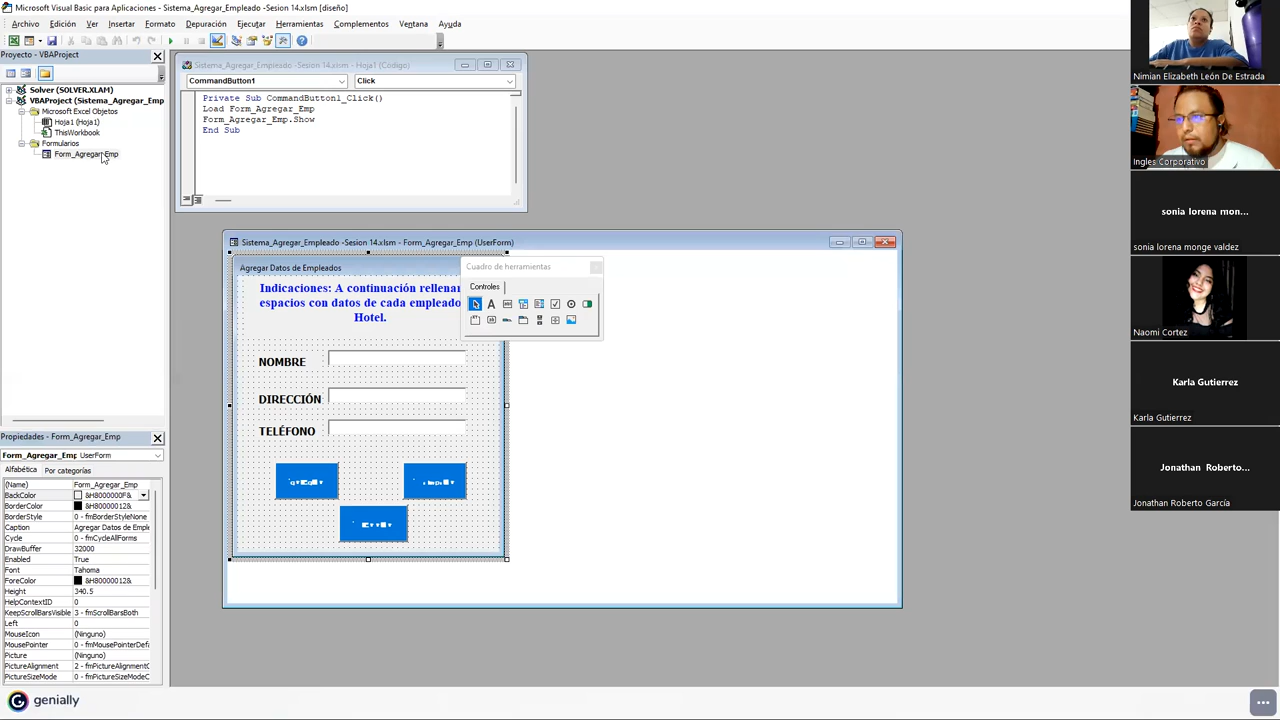 Microsoft Visual Basic para Aplicaciones - Sistema_Agregar_Empleado -Sesion 14.xlsm [diseño]
Archivo Edición Ver Insertar Formato Depuración Ejecutar Herramientas Complementos Ventana Ayuda
Proyecto - VBAProject
Solver (SOLVER.XLAM)
VBAProject (Sistema_Agregar_Emp
Microsoft Excel Objetos
Hoja1 (Hoja1)
ThisWorkbook
Formularios
Form_Agregar_Emp
Propiedades - Form_Agregar_Emp
Form_Agregar_Emp UserForm
Alfabética Por categorías
(Name) Form_Agregar_Emp
BackColor &H8000000F&
BorderColor &H80000012&
BorderStyle 0 - fmBorderStyleNone
Caption Agregar Datos de Emple
Cycle 0 - fmCycleAllForms
DrawBuffer 32000
Enabled True
Font Tahoma
ForeColor &H80000012&
Height 340.5
HelpContextID 0
KeepScrollBarsVisible 3 - fmScrollBarsBoth
Left 0
MouseIcon (Ninguno)
MousePointer 0 - fmMousePointerDefa
Picture (Ninguno)
PictureAlignment 2 - fmPictureAlignmentC
PictureSizeMode 0 - fmPictureSizeModeC
Sistema_Agregar_Empleado -Sesion 14.xlsm - Hoja1 (Código)
CommandButton1 Click
Private Sub CommandButton1_Click()
Load Form_Agregar_Emp
Form_Agregar_Emp.Show
End Sub
Sistema_Agregar_Empleado -Sesion 14.xlsm - Form_Agregar_Emp (UserForm)
Agregar Datos de Empleados
Indicaciones: A continuación rellenar
espacios con datos de cada empleado
Hotel.
NOMBRE
DIRECCIÓN
TELÉFONO
Cuadro de herramientas
Controles
Nimian Elizabeth León De Estrada
Ingles Corporativo
sonia lorena mon...
sonia lorena monge valdez
Naomi Cortez
Karla Gutierrez
Karla Gutierrez
Jonathan Roberto...
Jonathan Roberto García
genially